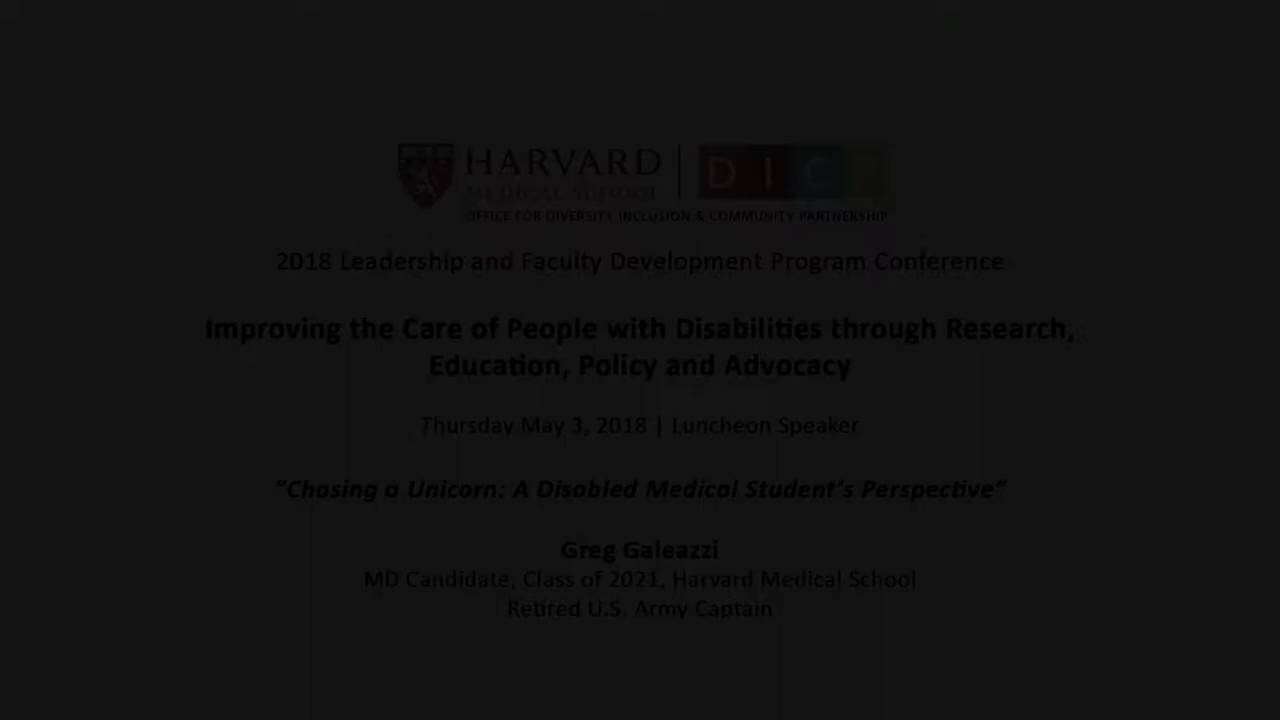 HARVARD
MEDICAL SCHOOL
DICP
OFFICE FOR DIVERSITY INCLUSION & COMMUNITY PARTNERSHIP
2018 Leadership and Faculty Development Program Conference
Improving the Care of People with Disabilities through Research,
Education, Policy and Advocacy
Thursday May 3, 2018 | Luncheon Speaker
"Chasing a Unicorn: A Disabled Medical Student's Perspective"
Greg Galeazzi
MD Candidate, Class of 2021, Harvard Medical School
Retired U.S. Army Captain